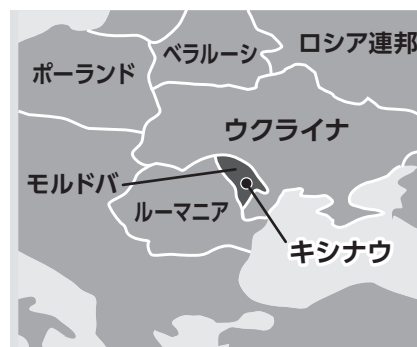 ロシア連邦
ベラルーシ
ポーランド
ウクライナ
モルドバ
ルーマニア
キシナウ